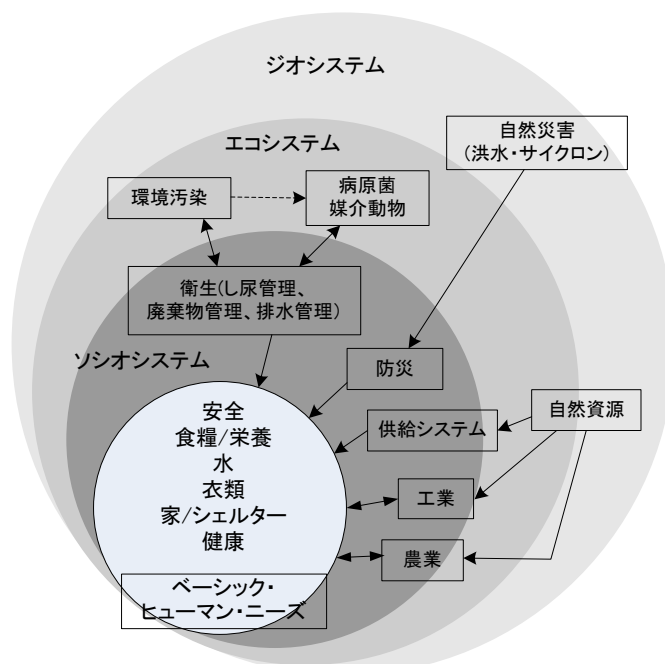 ジオシステム
エコシステム
自然災害
(洪水・サイクロン)
環境汚染
病原菌
媒介動物
衛生(し尿管理、
廃棄物管理、排水管理)
ソシオシステム
防災
安全
食糧/栄養
水
衣類
家/シェルター
健康
供給システム
自然資源
工業
農業
ベーシック・
ヒューマン・ニーズ